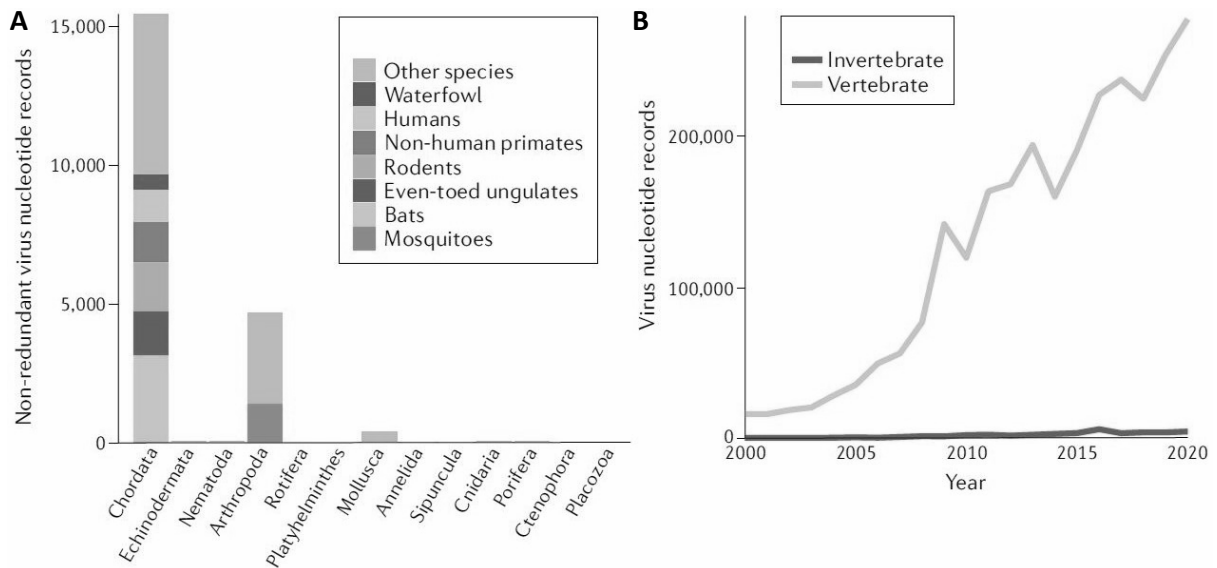 A
Non-redundant virus nucleotide records
15,000
10,000
5,000
0
Other species
Waterfowl
Humans
Non-human primates
Rodents
Even-toed ungulates
Bats
Mosquitoes
Chordata
Echinodermata
Nematoda
Arthropoda
Rotifera
Platyhelminthes
Mollusca
Annelida
Sipuncula
Cnidaria
Porifera
Ctenophora
Placozoa
B
Virus nucleotide records
200,000
100,000
0
Invertebrate
Vertebrate
2000
2005
2010
2015
2020
Year